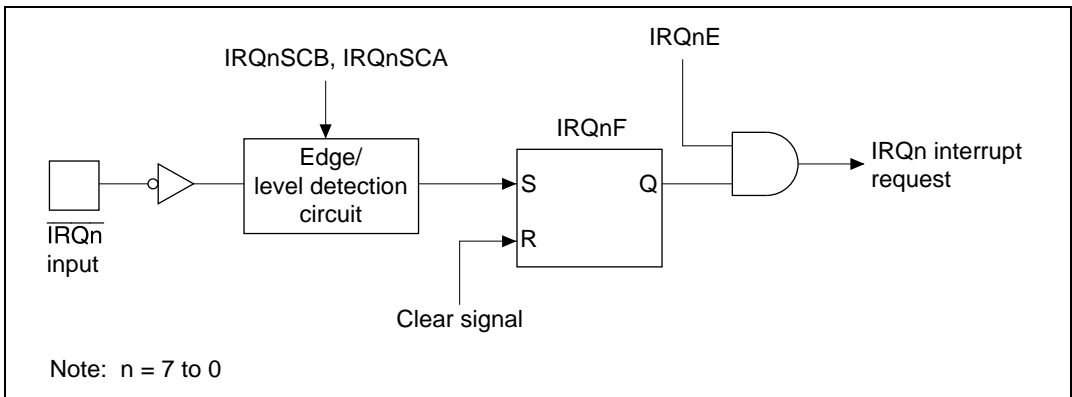 IRQnE
IRQnSCB, IRQnSCA
IRQnF
Edge/
level detection
circuit
S
Q
R
IRQn interrupt
request
IRQn
input
Clear signal
Note: n = 7 to 0